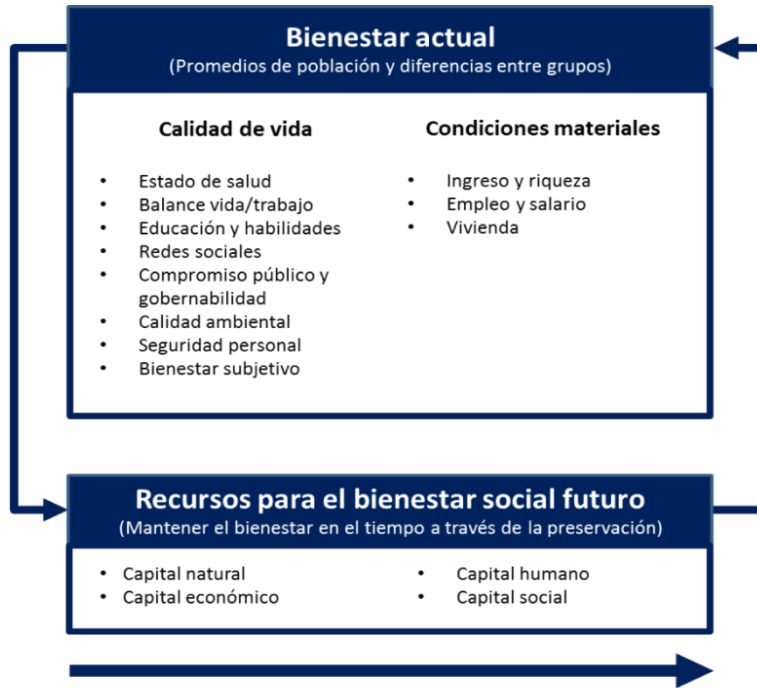 Bienestar actual
(Promedios de población y diferencias entre grupos)
Calidad de vida
• Estado de salud
• Balance vida/trabajo
• Educación y habilidades
• Redes sociales
• Compromiso público y
gobernabilidad
• Calidad ambiental
• Seguridad personal
• Bienestar subjetivo
Condiciones materiales
• Ingreso y riqueza
• Empleo y salario
• Vivienda
Recursos para el bienestar social futuro
(Mantener el bienestar en el tiempo a través de la preservación)
• Capital natural
• Capital económico
• Capital humano
• Capital social